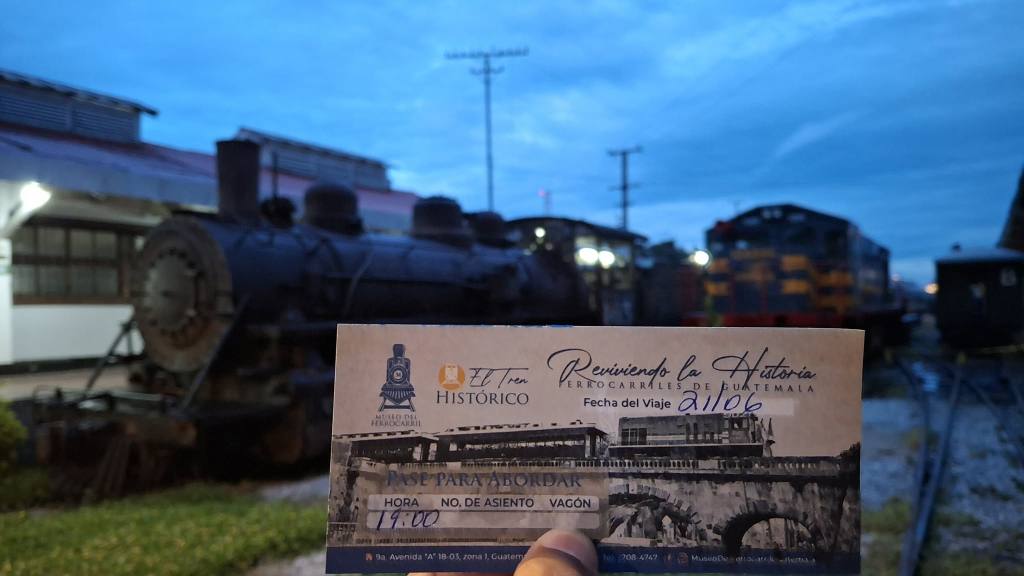 MUSEO DEL
FERROCARRIL
El Tren
HISTÓRICO
Reviviendo la Historia
FERROCARRILES DE GUATEMALA
Fecha del Viaje 21/06
PASE PARA ABORDAR
HORA NO. DE ASIENTO VAGÓN
19:00
9a. Avenida "A" 18-03, zona 1, Guatem